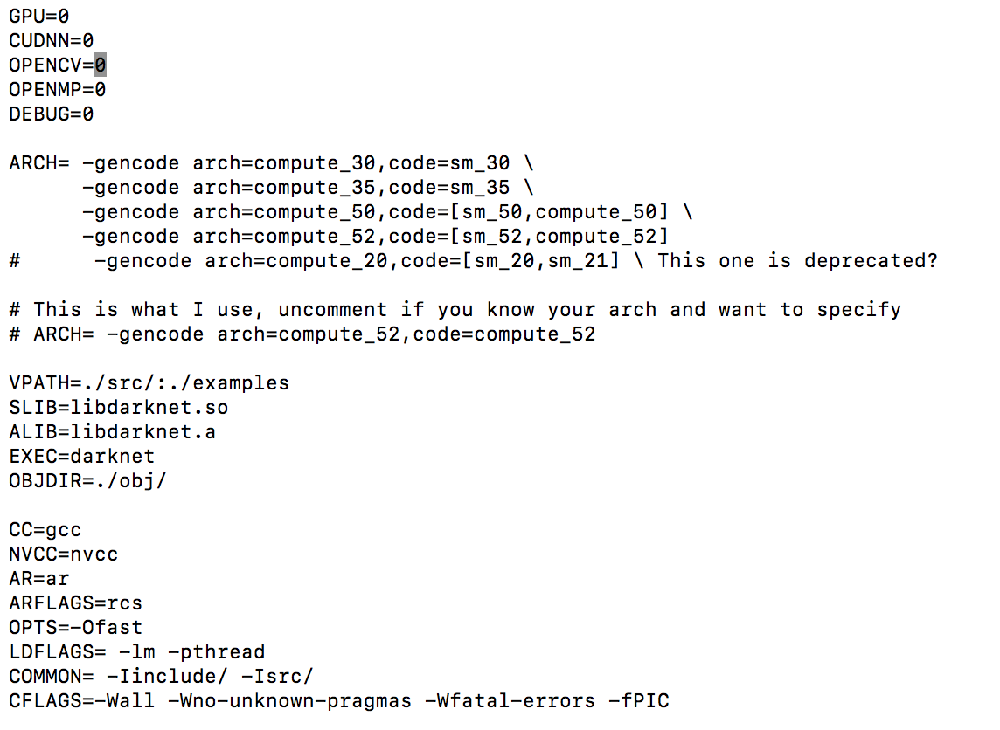 GPU=0
CUDNN=0
OPENCV=0
OPENMP=0
DEBUG=0

ARCH= -gencode arch=compute_30,code=sm_30 \
      -gencode arch=compute_35,code=sm_35 \
      -gencode arch=compute_50,code=[sm_50,compute_50] \
      -gencode arch=compute_52,code=[sm_52,compute_52]
#      -gencode arch=compute_20,code=[sm_20,sm_21] \ This one is deprecated?

# This is what I use, uncomment if you know your arch and want to specify
# ARCH= -gencode arch=compute_52,code=compute_52

VPATH=./src/:./examples
SLIB=libdarknet.so
ALIB=libdarknet.a
EXEC=darknet
OBJDIR=./obj/

CC=gcc
NVCC=nvcc
AR=ar
ARFLAGS=rcs
OPTS=-Ofast
LDFLAGS= -lm -pthread
COMMON= -Iinclude/ -Isrc/
CFLAGS=-Wall -Wno-unknown-pragmas -Wfatal-errors -fPIC